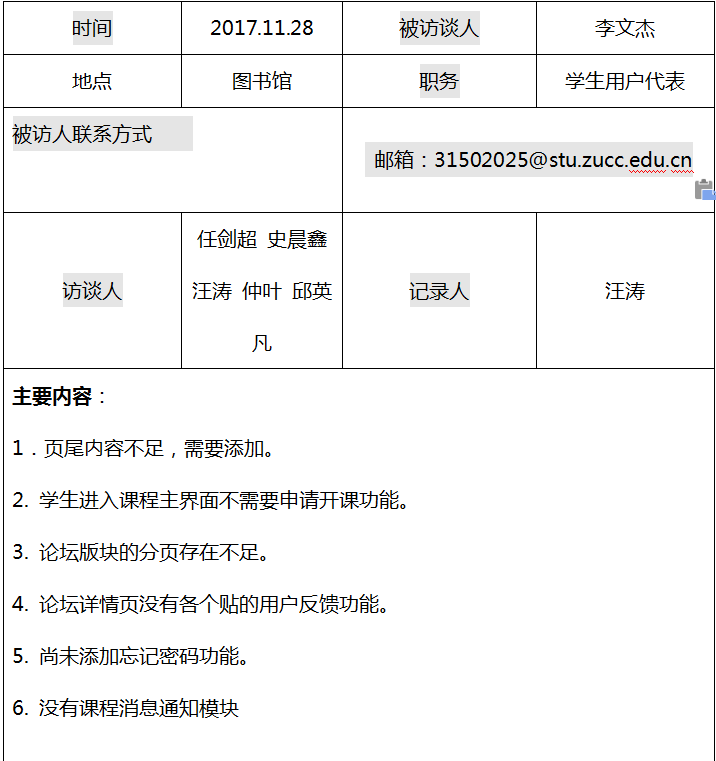 时间 2017.11.28 被访谈人 李文杰
地点 图书馆 职务 学生用户代表
被访人联系方式
邮箱：31502025@stu.zucc.edu.cn
任剑超 史晨鑫
访谈人 汪涛 仲叶 邱英 记录人 汪涛
凡
主要内容：
1．页尾内容不足，需要添加。
2. 学生进入课程主界面不需要申请开课功能。
3. 论坛版块的分页存在不足。
4. 论坛详情页没有各个贴的用户反馈功能。
5. 尚未添加忘记密码功能。
6. 没有课程消息通知模块